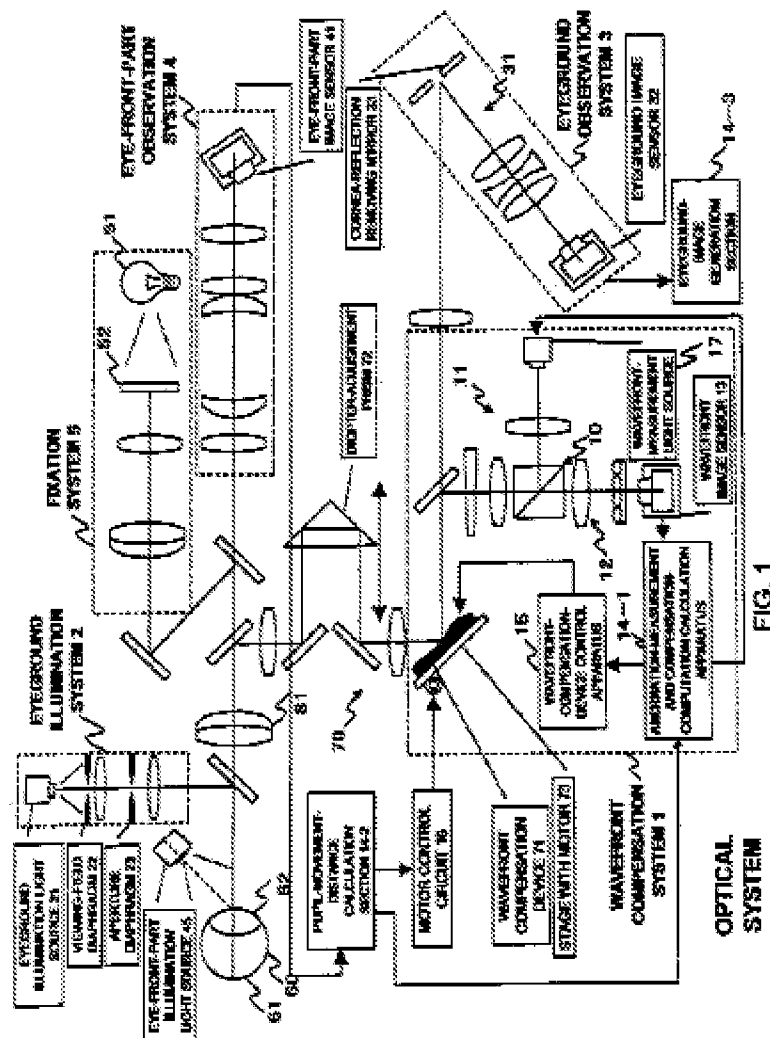 EYE-FRONT-PART
OBSERVATION
SYSTEM 4
EYE-FRONT-PART
IMAGE SENSOR 41
CORNEA-REFLECTION
REMOVING MIRROR 33
31
EYEGROUND
OBSERVATION
SYSTEM 3
EYEGROUND IMAGE
SENSOR 32
14-3
EYEGROUND-
IMAGE
GENERATION
SECTION
51
52
FIXATION
SYSTEM 5
DIOPTER-ADJUSTMENT
PRISM 72
11
10
12
17
WAVEFRONT-
MEASUREMENT
LIGHT SOURCE
WAVEFRONT
IMAGE SENSOR 13
EYEGROUND-
ILLUMINATION
SYSTEM 2
81
70
15
WAVEFRONT-
COMPENSATION-
DEVICE CONTROL
APPARATUS
14-1
ABERRATION-MEASUREMENT
AND COMPENSATION-
COMPUTATION CALCULATION
APPARATUS
EYEGROUND
ILLUMINATION LIGHT
SOURCE 21
VIEWING-FIELD
DIAPHRAGM 22
APERTURE
DIAPHRAGM 23
EYE-FRONT-PART
ILLUMINATION
LIGHT SOURCE 45
61
60
62
PUPIL-MOVEMENT-
DISTANCE
CALCULATION
SECTION 14-2
MOTOR CONTROL
CIRCUIT 16
WAVEFRONT
COMPENSATION
DEVICE 71
STAGE WITH MOTOR 73
WAVEFRONT
COMPENSATION
SYSTEM 1
OPTICAL
SYSTEM
FIG. 1